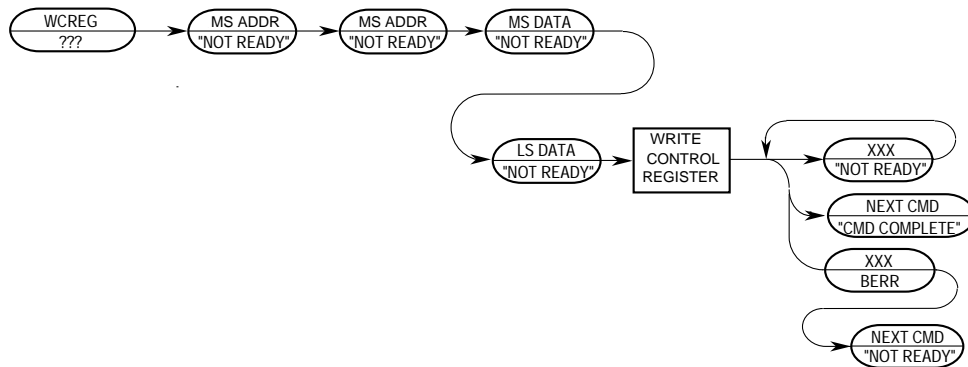 WCREG
???
MS ADDR
"NOT READY"
MS ADDR
"NOT READY"
MS DATA
"NOT READY"
LS DATA
"NOT READY"
WRITE
CONTROL
REGISTER
XXX
"NOT READY"
NEXT CMD
"CMD COMPLETE"
XXX
BERR
NEXT CMD
"NOT READY"